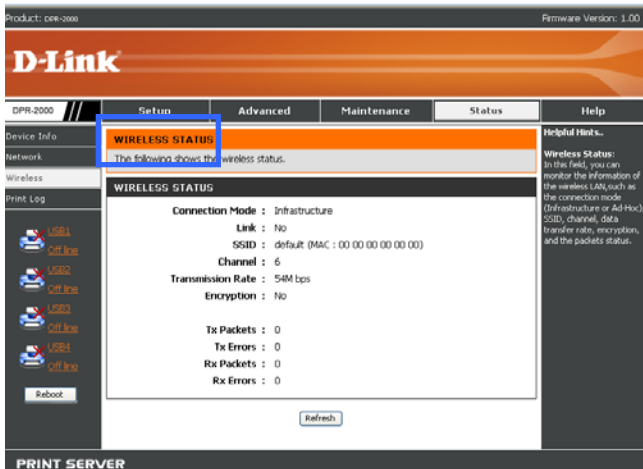 Product: DPR-2000
Firmware Version: 1.00
D-Link
DPR-2000
Setup
Advanced
Maintenance
Status
Help
Device Info
Network
Wireless
Print Log
USB1
Off line
USB2
Off line
USB3
Off line
USB4
Off line
Reboot
WIRELESS STATUS
The following shows the wireless status.
WIRELESS STATUS
Connection Mode : Infrastructure
Link : No
SSID : default (MAC : 00 00 00 00 00 00)
Channel : 6
Transmission Rate : 54M bps
Encryption : No
Tx Packets : 0
Tx Errors : 0
Rx Packets : 0
Rx Errors : 0
Refresh
Helpful Hints..
Wireless Status:
In this field, you can
monitor the information of
the wireless LAN,such as
the connection mode
(Infrastructure or Ad-Hoc)
SSID, channel, data
transfer rate, encryption,
and the packets status.
PRINT SERVER